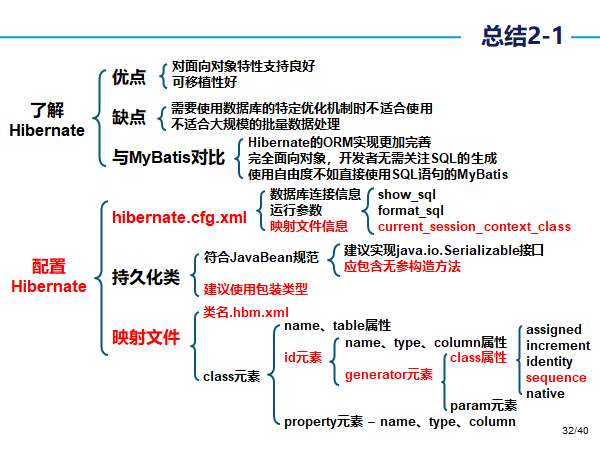 总结2-1
了解
Hibernate
优点
对面向对象特性支持良好
可移植性好
缺点
需要使用数据库的特定优化机制时不适合使用
不适合大规模的批量数据处理
与MyBatis对比
Hibernate的ORM实现更加完善
完全面向对象，开发者无需关注SQL的生成
使用自由度不如直接使用SQL语句的MyBatis
配置
Hibernate
hibernate.cfg.xml
数据库连接信息
运行参数
映射文件信息
show_sql
format_sql
current_session_context_class
持久化类
符合JavaBean规范
建议实现java.io.Serializable接口
应包含无参构造方法
建议使用包装类型
映射文件
类名.hbm.xml
class元素
name、table属性
id元素
name、type、column属性
generator元素
class属性
assigned
increment
identity
sequence
native
param元素
property元素 – name、type、column
32/40